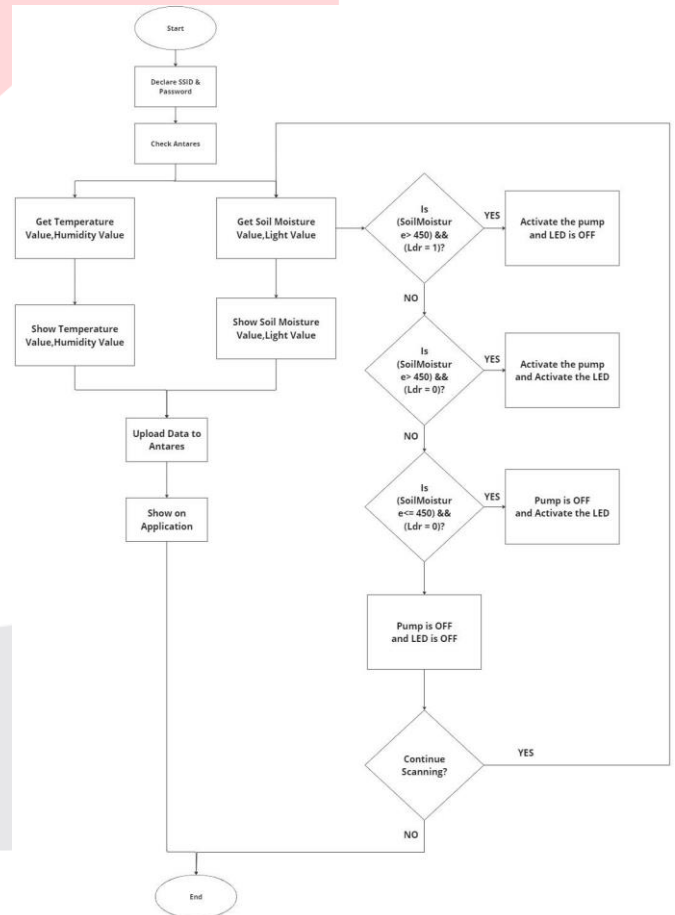 Start
Declare SSID &
Password
Check Antares
Get Temperature
Value,Humidity Value
Get Soil Moisture
Value,Light Value
Is
(SoilMoistur
e> 450) &&
(Ldr = 1)?
YES
Activate the pump
and LED is OFF
NO
Show Temperature
Value,Humidity Value
Show Soil Moisture
Value,Light Value
Is
(SoilMoistur
e> 450) &&
(Ldr = 0)?
YES
Activate the pump
and Activate the LED
NO
Upload Data to
Antares
Show on
Application
Is
(SoilMoistur
e<= 450) &&
(Ldr = 0)?
YES
Pump is OFF
and Activate the LED
Pump is OFF
and LED is OFF
Continue
Scanning?
YES
NO
End